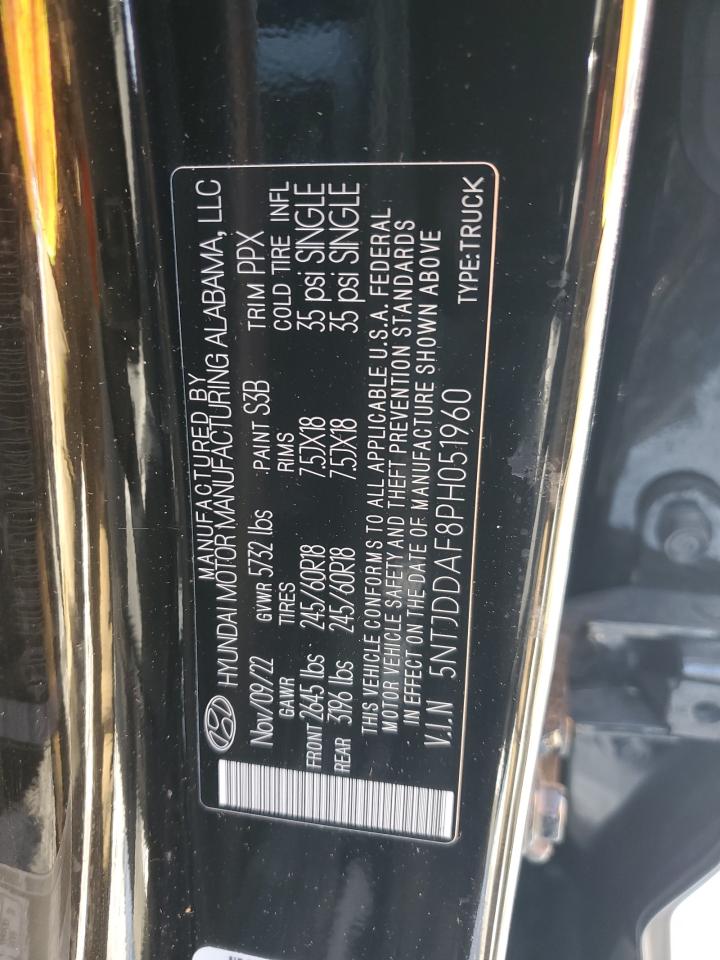 MANUFACTURED BY
HYUNDAI MOTOR MANUFACTURING ALABAMA, LLC
Nov/09/22 GVWR 5732 lbs PAINT S3B TRIM PPX
GAWR TIRES RIMS COLD TIRE INFL
FRONT 2645 lbs 245/60R18 7.5JX18 35 psi SINGLE
REAR 3196 lbs 245/60R18 7.5JX18 35 psi SINGLE
THIS VEHICLE CONFORMS TO ALL APPLICABLE U.S.A. FEDERAL
MOTOR VEHICLE SAFETY AND THEFT PREVENTION STANDARDS
IN EFFECT ON THE DATE OF MANUFACTURE SHOWN ABOVE
V.I.N 5NTJDDAF8PH051960
TYPE:TRUCK